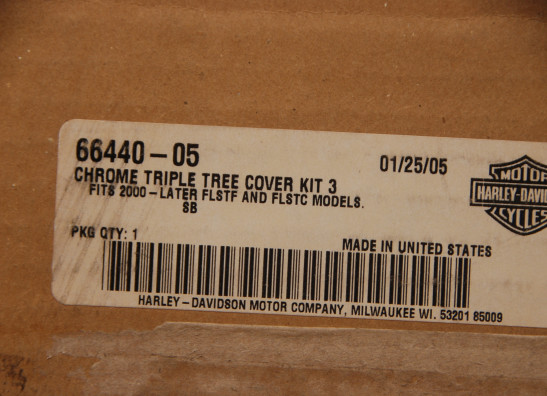 66440-05 01/25/05
CHROME TRIPLE TREE COVER KIT 3
FITS 2000-LATER FLSTF AND FLSTC MODELS.
SB
MOTOR
HARLEY-DAVID
CYCLES
PKG QTY: 1
MADE IN UNITED STATES
HARLEY-DAVIDSON MOTOR COMPANY, MILWAUKEE WI. 53201 85009